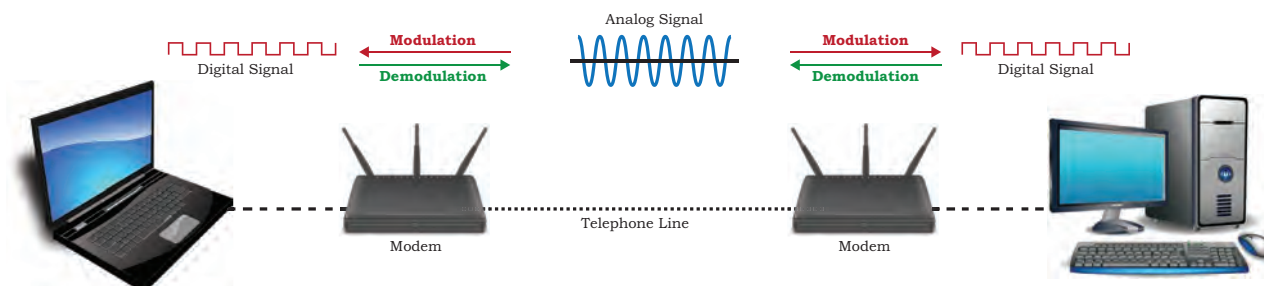 Analog Signal
Modulation
Modulation
Digital Signal
Demodulation
Demodulation
Digital Signal
Telephone Line
Modem
Modem